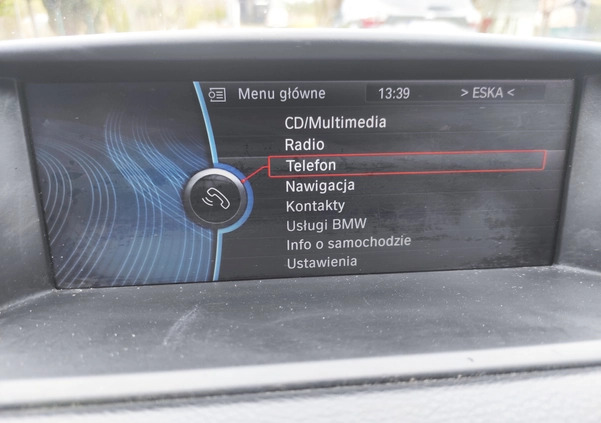 Menu główne 13:39 > ESKA <
CD/Multimedia
Radio
Telefon
Nawigacja
Kontakty
Usługi BMW
Info o samochodzie
Ustawienia